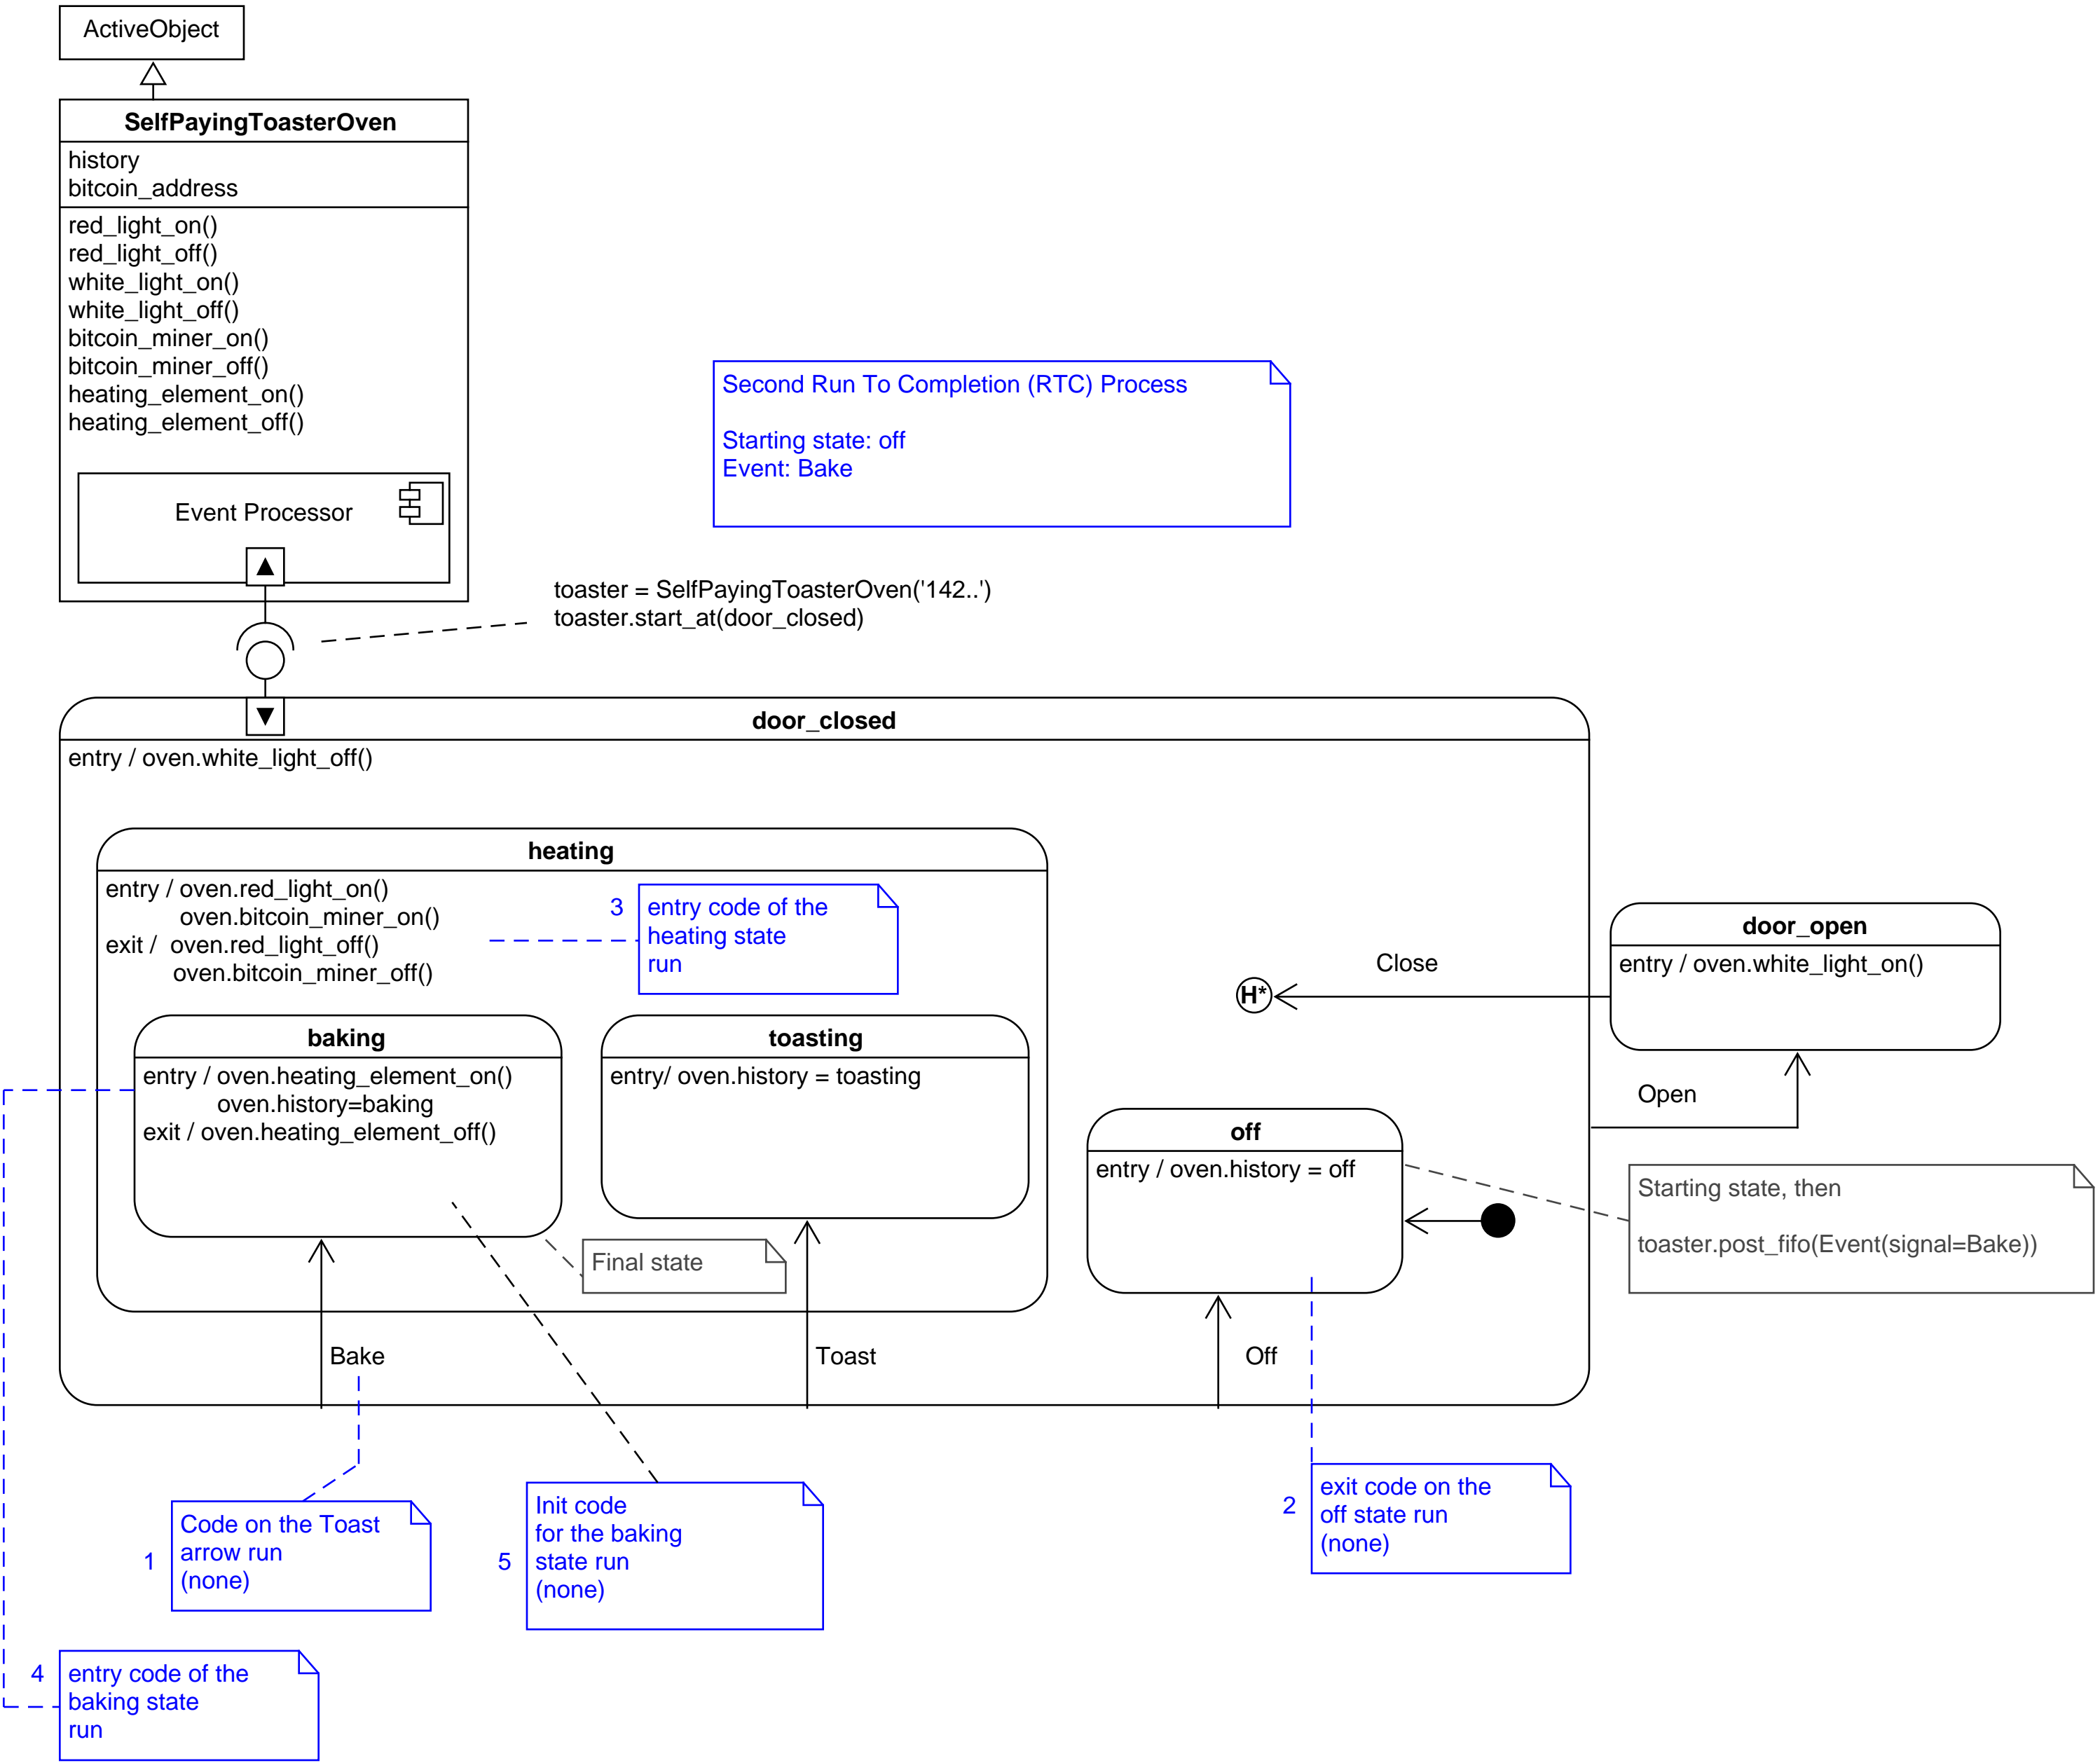 ActiveObject
SelfPayingToasterOven
history
bitcoin_address
red_light_on()
red_light_off()
white_light_on()
white_light_off()
bitcoin_miner_on()
bitcoin_miner_off()
heating_element_on()
heating_element_off()
Event Processor
Second Run To Completion (RTC) Process
Starting state: off
Event: Bake
toaster = SelfPayingToasterOven('142..')
toaster.start_at(door_closed)
door_closed
entry / oven.white_light_off()
heating
entry / oven.red_light_on()
oven.bitcoin_miner_on()
exit / oven.red_light_off()
oven.bitcoin_miner_off()
3
entry code of the
heating state
run
baking
entry / oven.heating_element_on()
oven.history=baking
exit / oven.heating_element_off()
toasting
entry/ oven.history = toasting
Final state
off
entry / oven.history = off
H*
Close
door_open
entry / oven.white_light_on()
Open
Starting state, then
toaster.post_fifo(Event(signal=Bake))
Bake
Toast
Off
1
Code on the Toast
arrow run
(none)
5
Init code
for the baking
state run
(none)
2
exit code on the
off state run
(none)
4
entry code of the
baking state
run